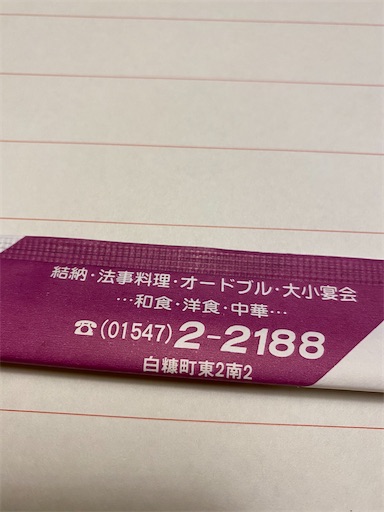 結納・法事料理・オードブル・大小宴会
…和食・洋食・中華…
☎(01547)2-2188
白糠町東2南2